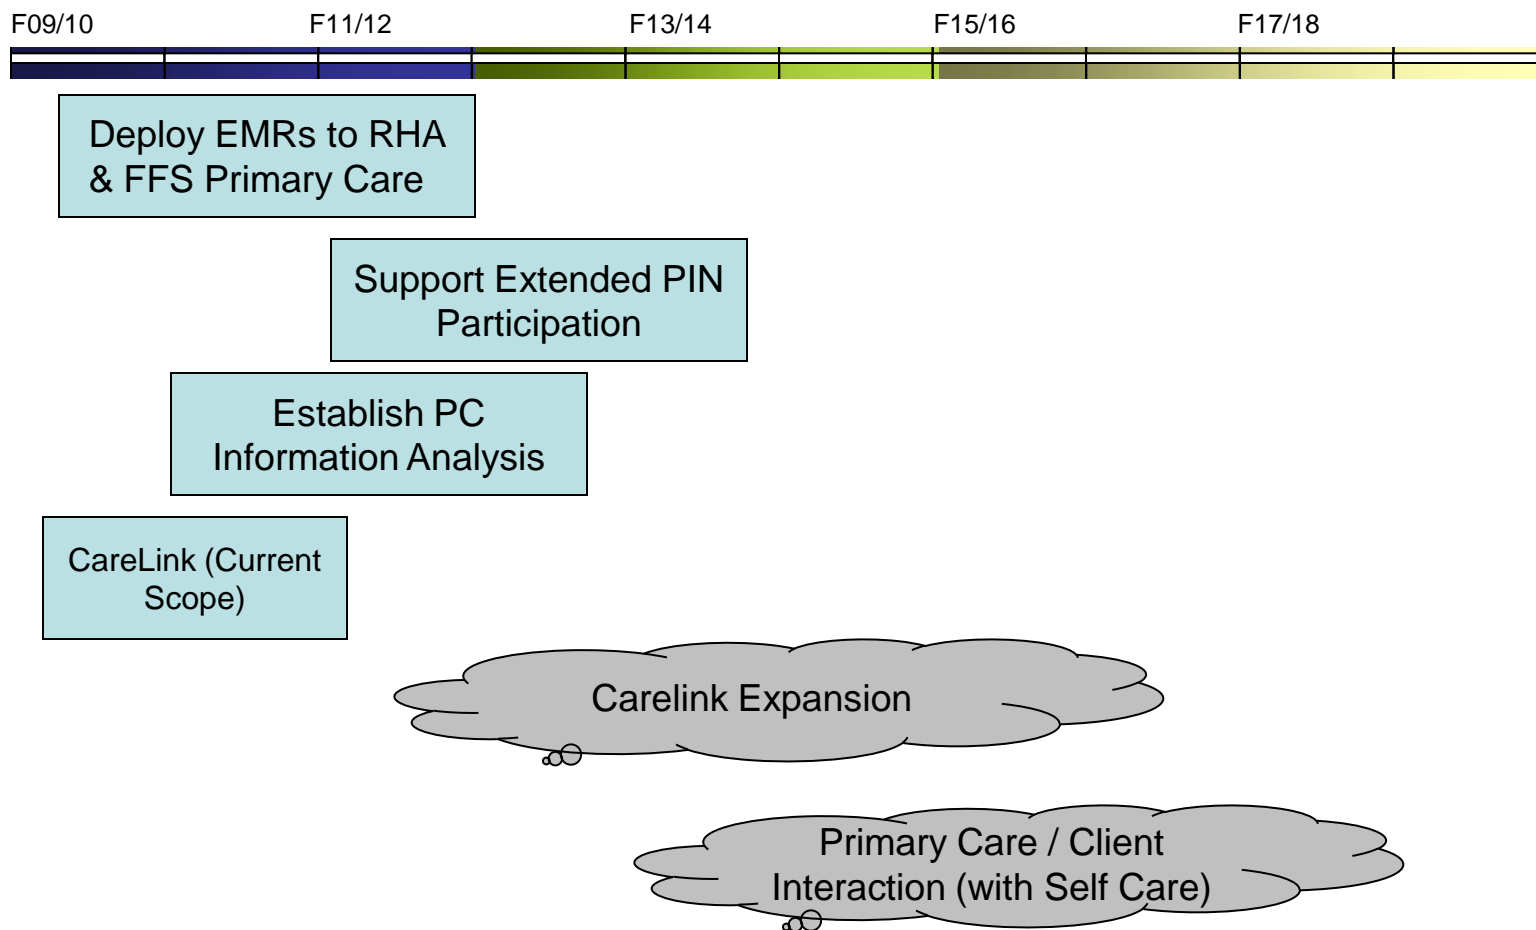 F09/10 F11/12 F13/14 F15/16 F17/18
Deploy EMRs to RHA
& FFS Primary Care
Support Extended PIN
Participation
Establish PC
Information Analysis
CareLink (Current
Scope)
Carelink Expansion
Primary Care / Client
Interaction (with Self Care)